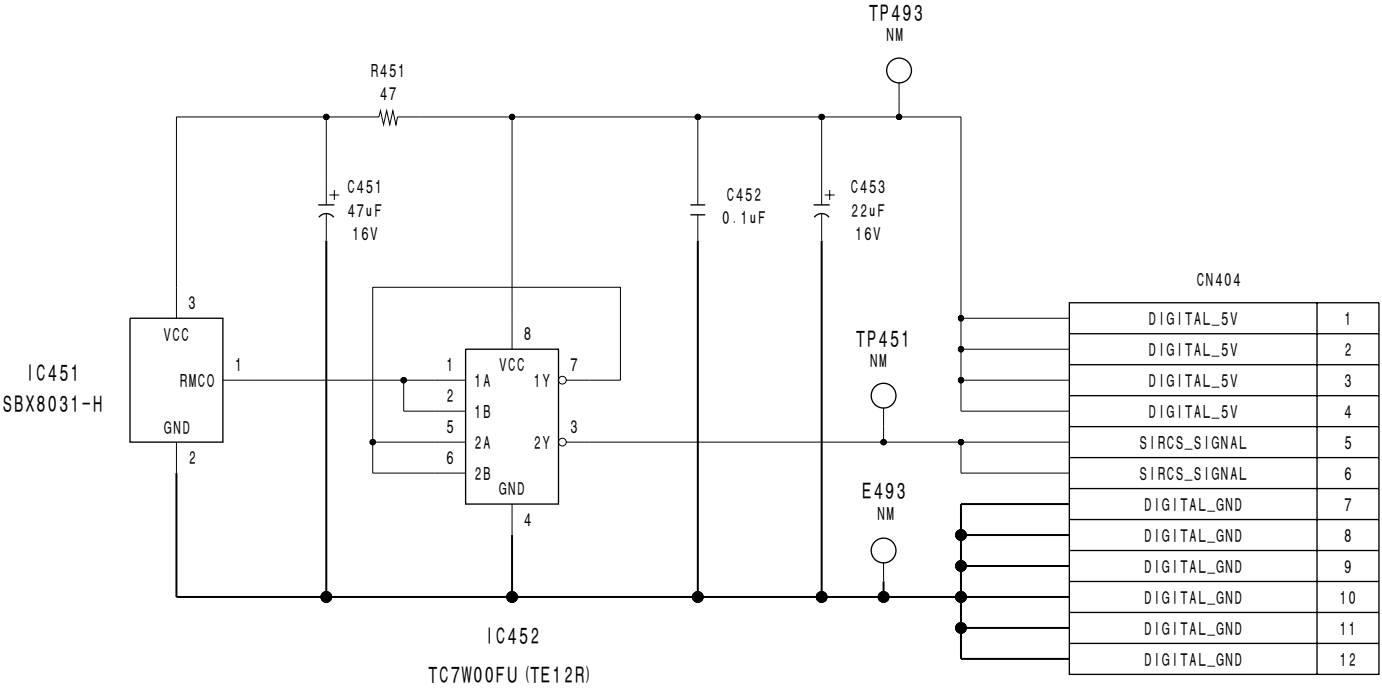 TP493
NM
R451
47
C451
+
47uF
16V
C452
0.1uF
C453
+
22uF
16V
CN404
DIGITAL_5V 1
DIGITAL_5V 2
DIGITAL_5V 3
DIGITAL_5V 4
SIRCS_SIGNAL 5
SIRCS_SIGNAL 6
DIGITAL_GND 7
DIGITAL_GND 8
DIGITAL_GND 9
DIGITAL_GND 10
DIGITAL_GND 11
DIGITAL_GND 12
IC451
SBX8031-H
3
VCC
RMCO 1
GND
2
8
VCC
1 1A 1Y 7
2 1B
5 2A 2Y 3
6 2B
GND
4
TP451
NM
E493
NM
IC452
TC7W00FU(TE12R)